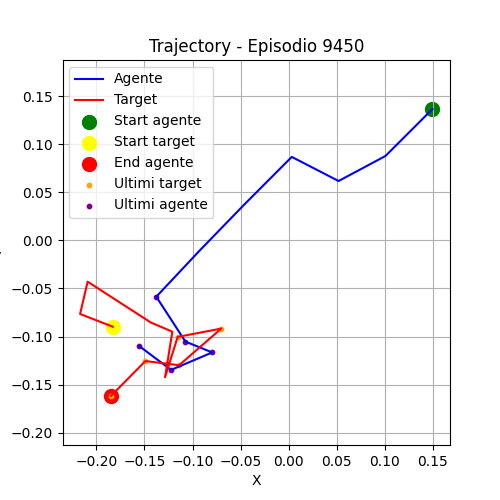 Trajectory - Episodio 9450
Agente
Target
Start agente
Start target
End agente
Ultimi target
Ultimi agente
0.15
0.10
0.05
0.00
−0.05
−0.10
−0.15
−0.20
−0.20 −0.15 −0.10 −0.05 0.00 0.05 0.10 0.15
X